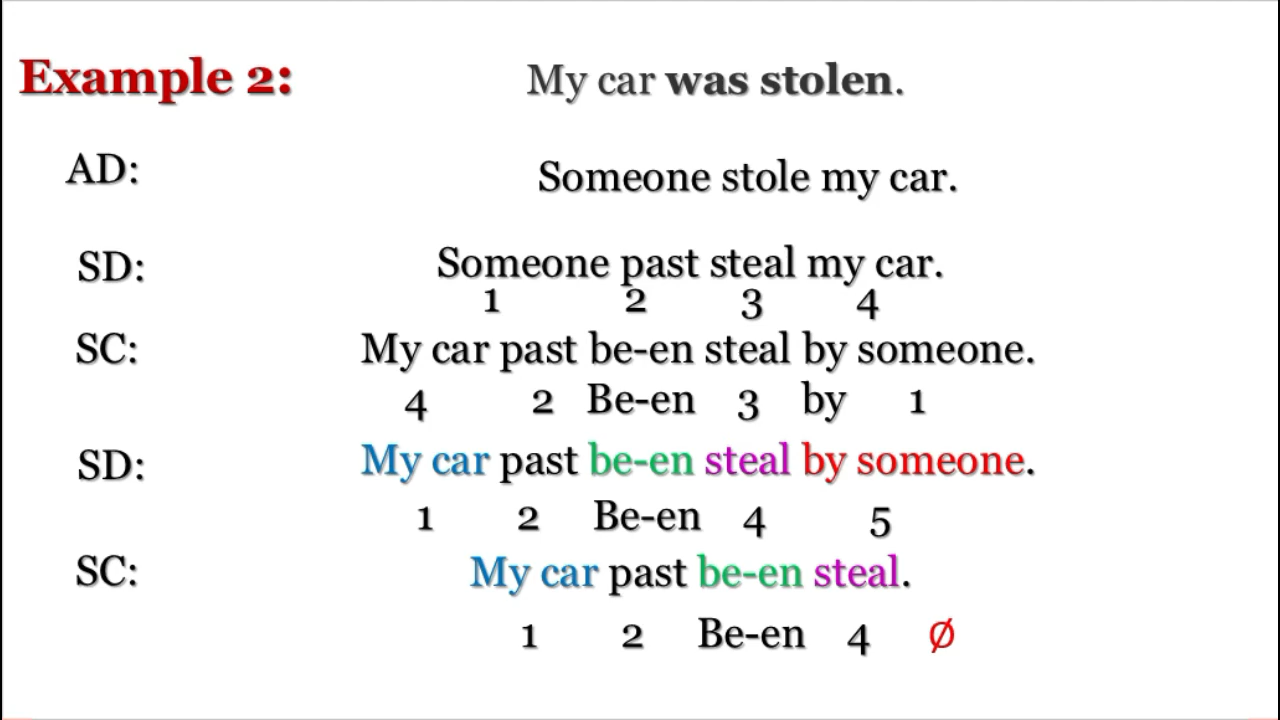 Example 2: My car was stolen.
AD: Someone stole my car.
SD: Someone past steal my car.
1 2 3 4
SC: My car past be-en steal by someone.
4 2 Be-en 3 by 1
SD: My car past be-en steal by someone.
1 2 Be-en 4 5
SC: My car past be-en steal.
1 2 Be-en 4 Ø